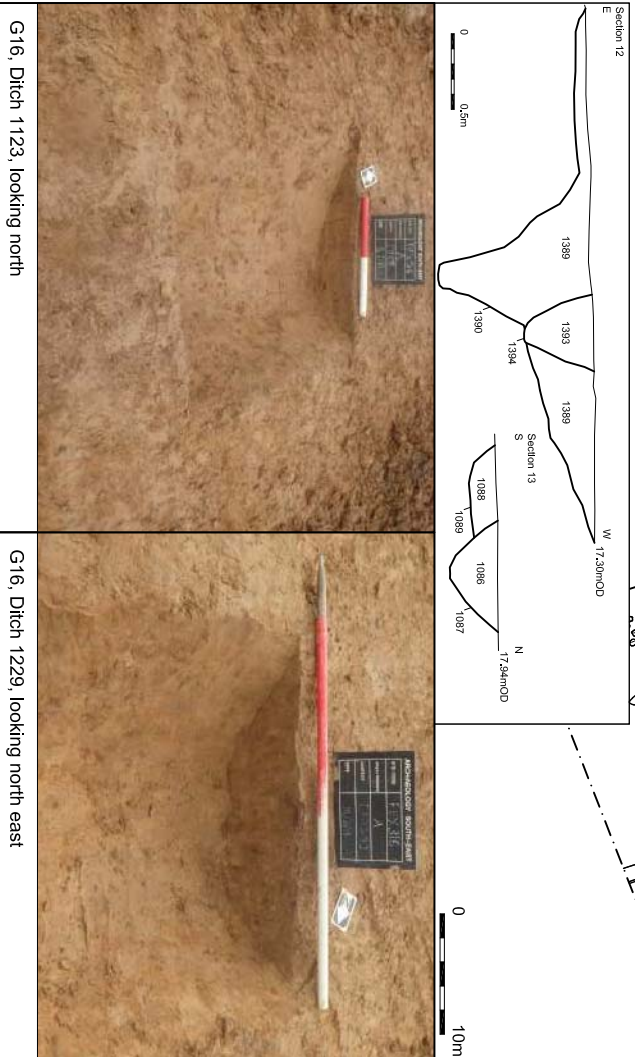 Section 12
E
W
17.30mOD
1389
1393
1389
1390
1394
0
0.5m
Section 13
S
N
17.94mOD
1088
1086
1089
1087
0
10m
ARCHAEOLOGY SOUTH-EAST
A
G16, Ditch 1123, looking north
G16, Ditch 1229, looking north east